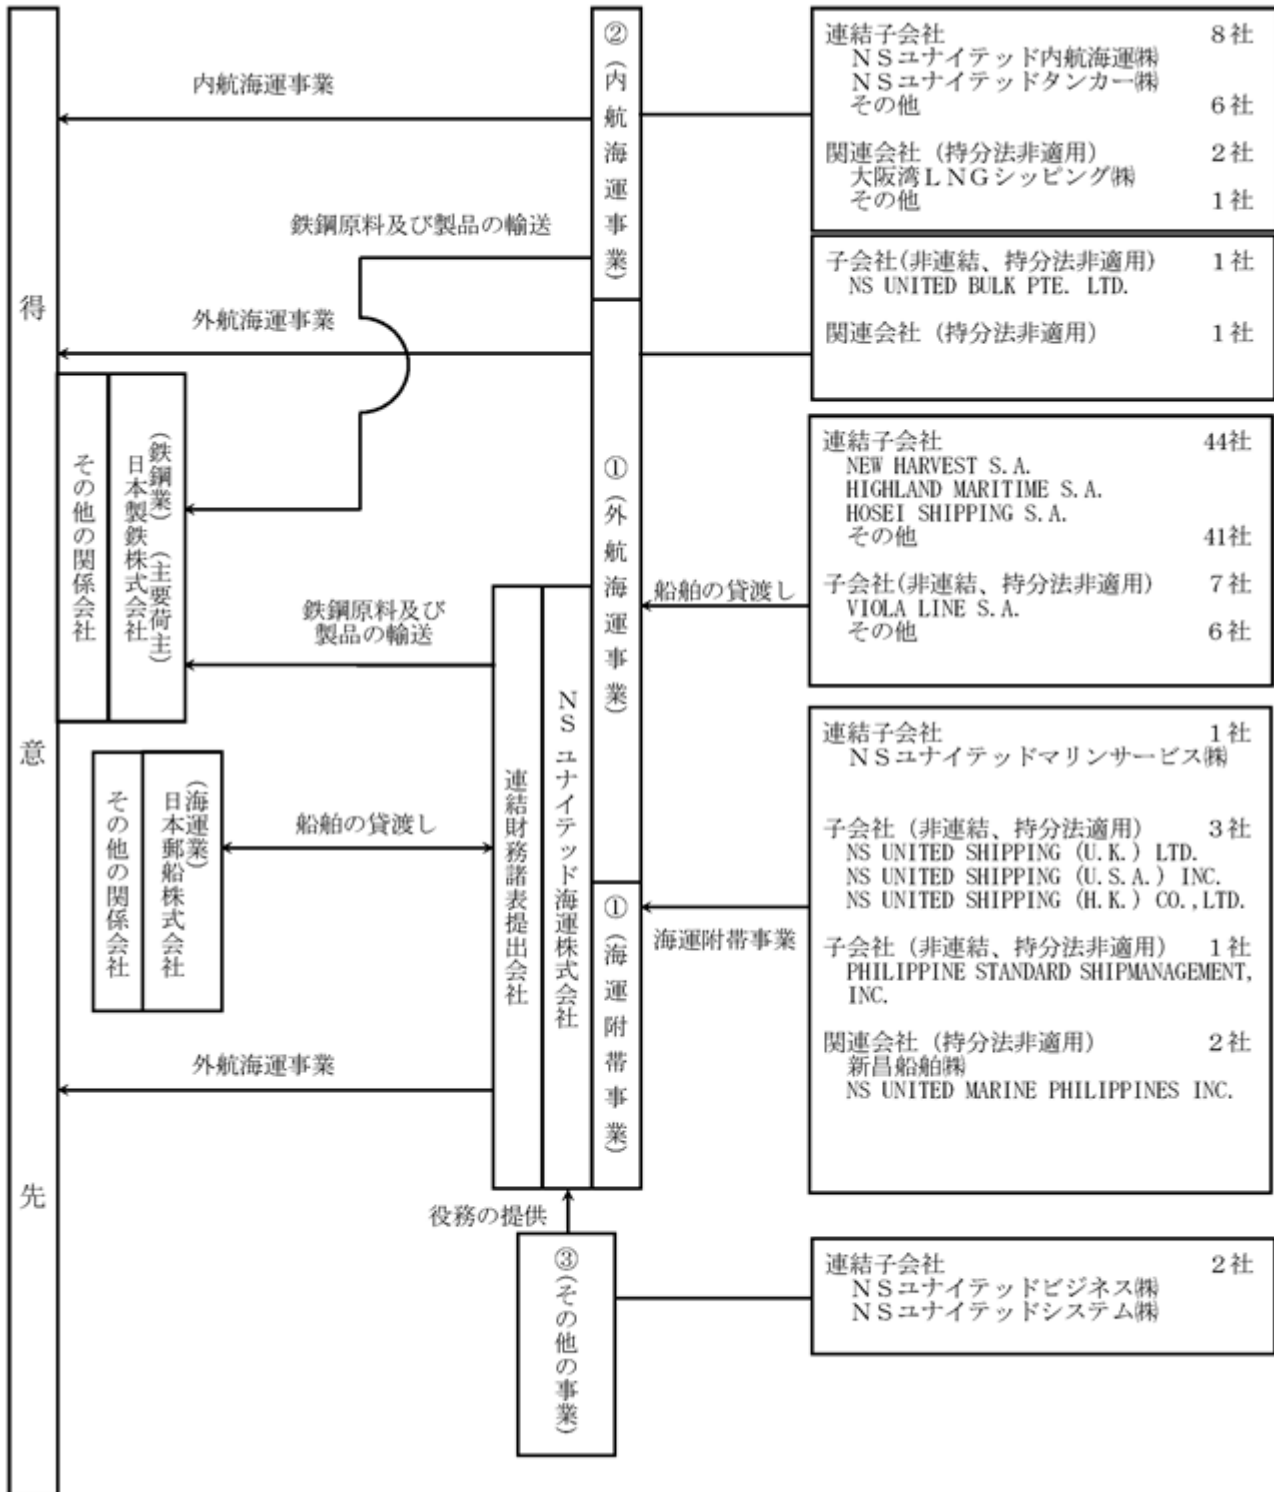 得意先
内航海運事業
鉄鋼原料及び製品の輸送
外航海運事業
(鉄鋼業) (主要荷主)
日本製鉄株式会社
その他の関係会社
鉄鋼原料及び
製品の輸送
(海運業)
日本郵船株式会社
その他の関係会社
船舶の貸渡し
外航海運事業
②(内航海運事業)
①(外航海運事業)
①(海運附帯事業)
NSユナイテッド海運株式会社
連結財務諸表提出会社
役務の提供
③(その他の事業)
船舶の貸渡し
海運附帯事業
連結子会社 8社
NSユナイテッド内航海運㈱
NSユナイテッドタンカー㈱
その他 6社
関連会社(持分法非適用) 2社
大阪湾LNGシッピング㈱
その他 1社
子会社(非連結、持分法非適用) 1社
NS UNITED BULK PTE. LTD.
関連会社(持分法非適用) 1社
連結子会社 44社
NEW HARVEST S.A.
HIGHLAND MARITIME S.A.
HOSEI SHIPPING S.A.
その他 41社
子会社(非連結、持分法非適用) 7社
VIOLA LINE S.A.
その他 6社
連結子会社 1社
NSユナイテッドマリンサービス㈱
子会社(非連結、持分法適用) 3社
NS UNITED SHIPPING (U.K.) LTD.
NS UNITED SHIPPING (U.S.A.) INC.
NS UNITED SHIPPING (H.K.) CO.,LTD.
子会社(非連結、持分法非適用) 1社
PHILIPPINE STANDARD SHIPMANAGEMENT,
INC.
関連会社(持分法非適用) 2社
新昌船舶㈱
NS UNITED MARINE PHILIPPINES INC.
連結子会社 2社
NSユナイテッドビジネス㈱
NSユナイテッドシステム㈱